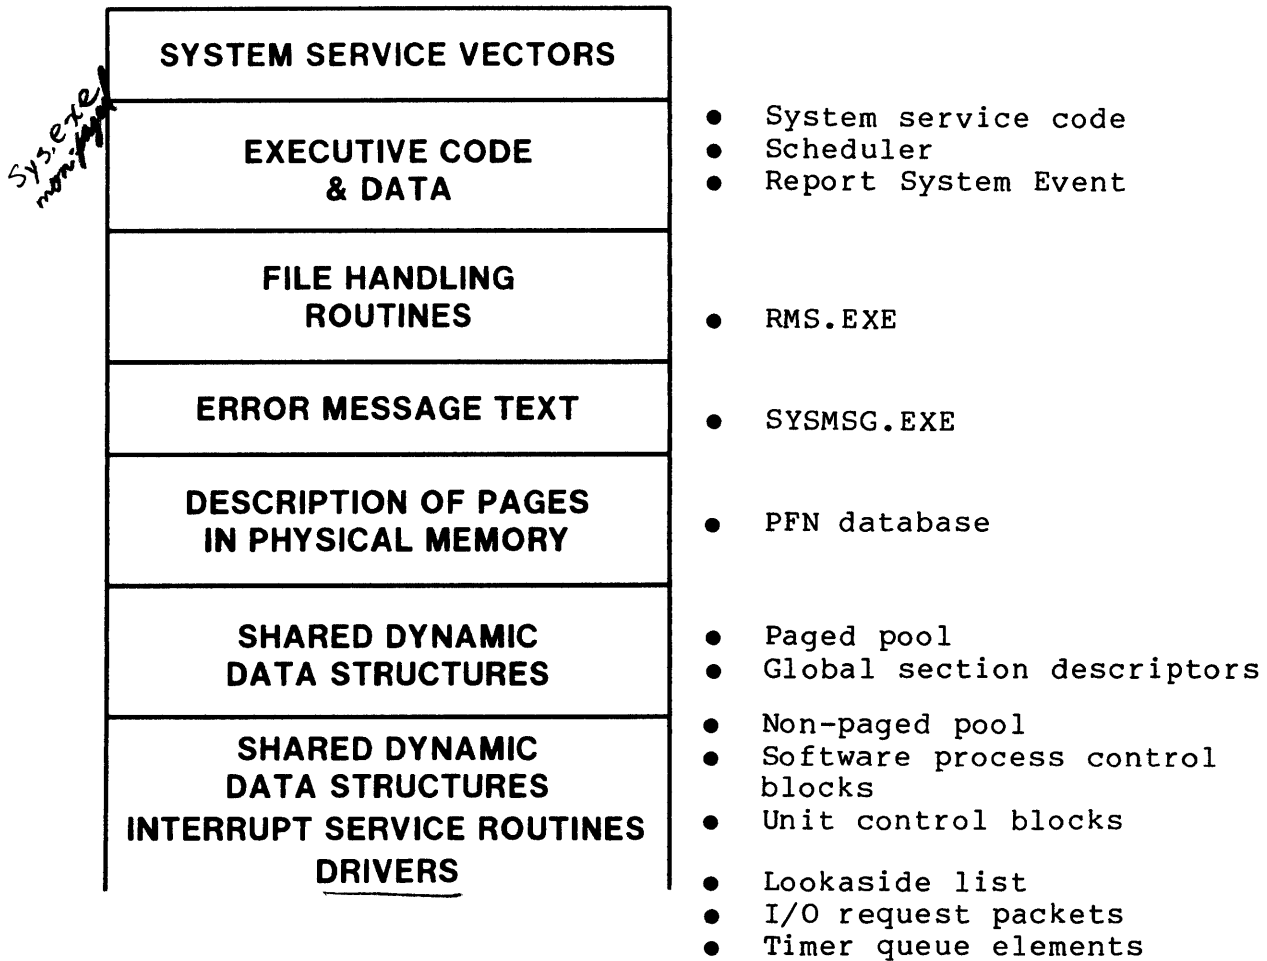 SYSTEM SERVICE VECTORS
Sys.exe
non-paged
EXECUTIVE CODE
& DATA
● System service code
● Scheduler
● Report System Event
FILE HANDLING
ROUTINES
● RMS.EXE
ERROR MESSAGE TEXT
● SYSMSG.EXE
DESCRIPTION OF PAGES
IN PHYSICAL MEMORY
● PFN database
SHARED DYNAMIC
DATA STRUCTURES
● Paged pool
● Global section descriptors
SHARED DYNAMIC
DATA STRUCTURES
INTERRUPT SERVICE ROUTINES
DRIVERS
● Non-paged pool
● Software process control
blocks
● Unit control blocks
● Lookaside list
● I/O request packets
● Timer queue elements